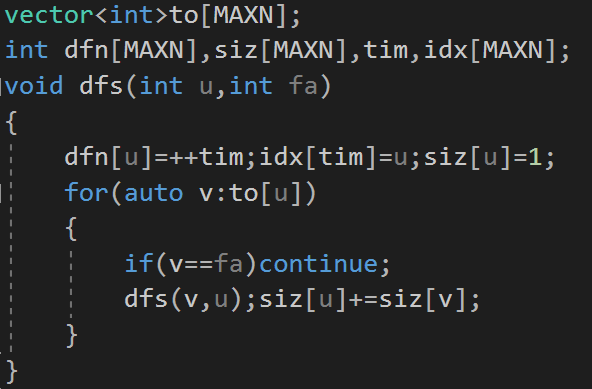 vector<int>to[MAXN];
int dfn[MAXN],siz[MAXN],tim,idx[MAXN];
void dfs(int u,int fa)
{
    dfn[u]=++tim;idx[tim]=u;siz[u]=1;
    for(auto v:to[u])
    {
        if(v==fa)continue;
        dfs(v,u);siz[u]+=siz[v];
    }
}